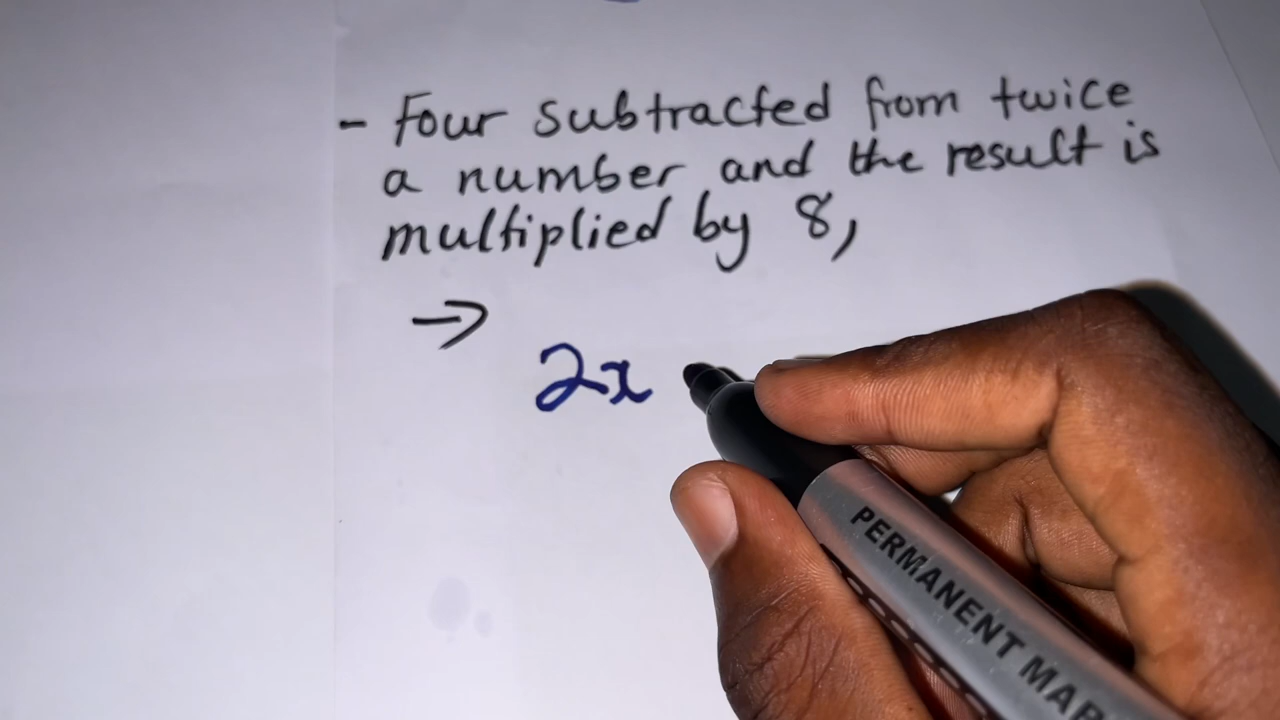 - Four subtracted from twice
a number and the result is
multiplied by 8,
→
2x
PERMANENT MAR